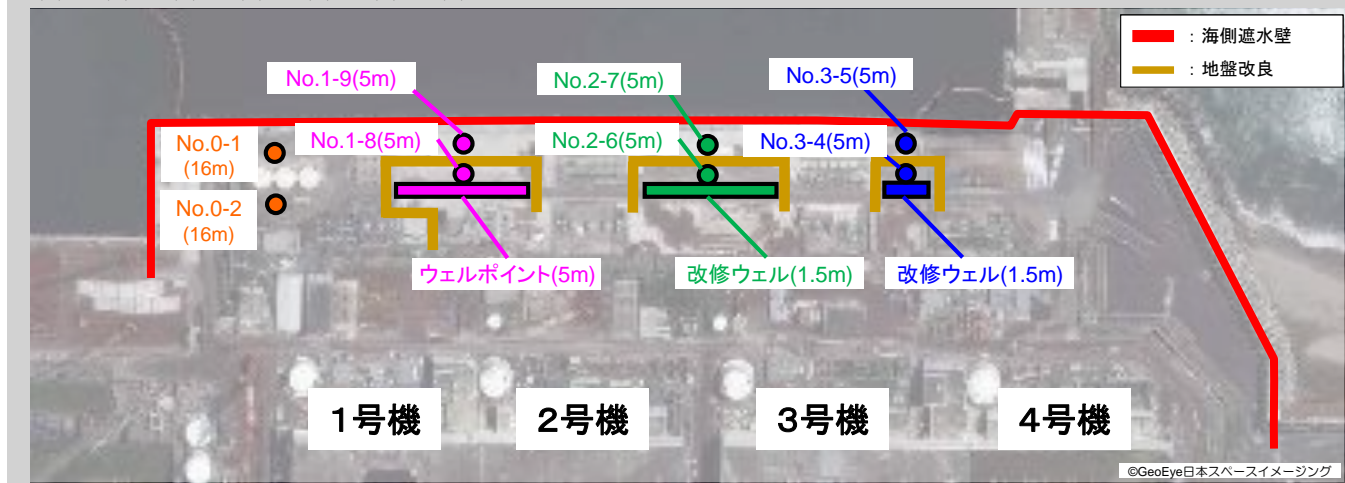 ：海側遮水壁
：地盤改良
No.1-9(5m)
No.2-7(5m)
No.3-5(5m)
No.0-1
(16m)
No.1-8(5m)
No.2-6(5m)
No.3-4(5m)
No.0-2
(16m)
ウェルポイント(5m)
改修ウェル(1.5m)
改修ウェル(1.5m)
1号機
2号機
3号機
4号機
©GeoEye日本スペースイメージング